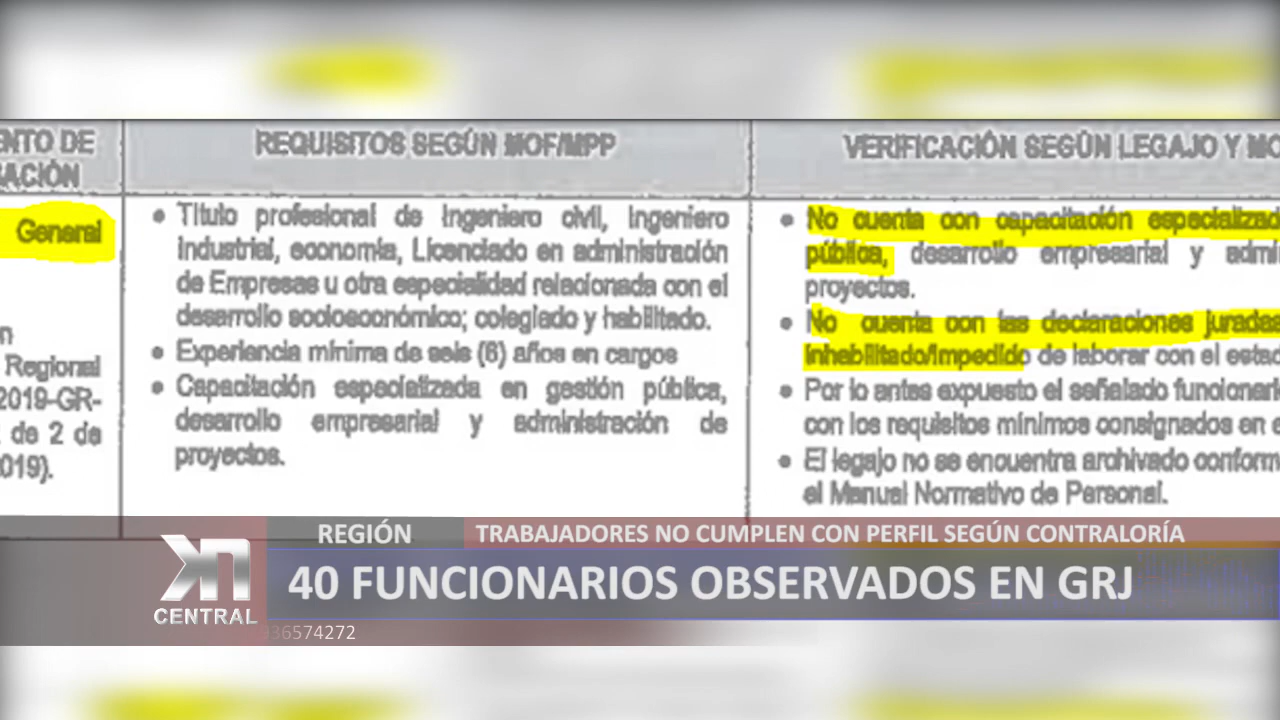 NTO DE
ACIÓN
General
n
Regional
2019-GR-
de 2 de
019).
REQUISITOS SEGÚN MOF/MPP
• Título profesional de Ingeniero civil, Ingeniero
Industrial, economía, Licenciado en administración
de Empresas u otra especialidad relacionada con el
desarrollo socioeconómico; colegiado y habilitado.
• Experiencia mínima de seis (6) años en cargos
• Capacitación especializada en gestión pública,
desarrollo empresarial y administración de
proyectos.
VERIFICACIÓN SEGÚN LEGAJO Y MO
• No cuenta con capacitación especializad
pública, desarrollo empresarial y admi
proyectos.
• No cuenta con las declaraciones juradas
inhabilitado/impedido de laborar con el estad
• Por lo antes expuesto el señalado funcionari
con los requisitos mínimos consignados en e
• El legajo no se encuentra archivado conform
el Manual Normativo de Personal.
REGIÓN
TRABAJADORES NO CUMPLEN CON PERFIL SEGÚN CONTRALORÍA
40 FUNCIONARIOS OBSERVADOS EN GRJ
CENTRAL
936574272